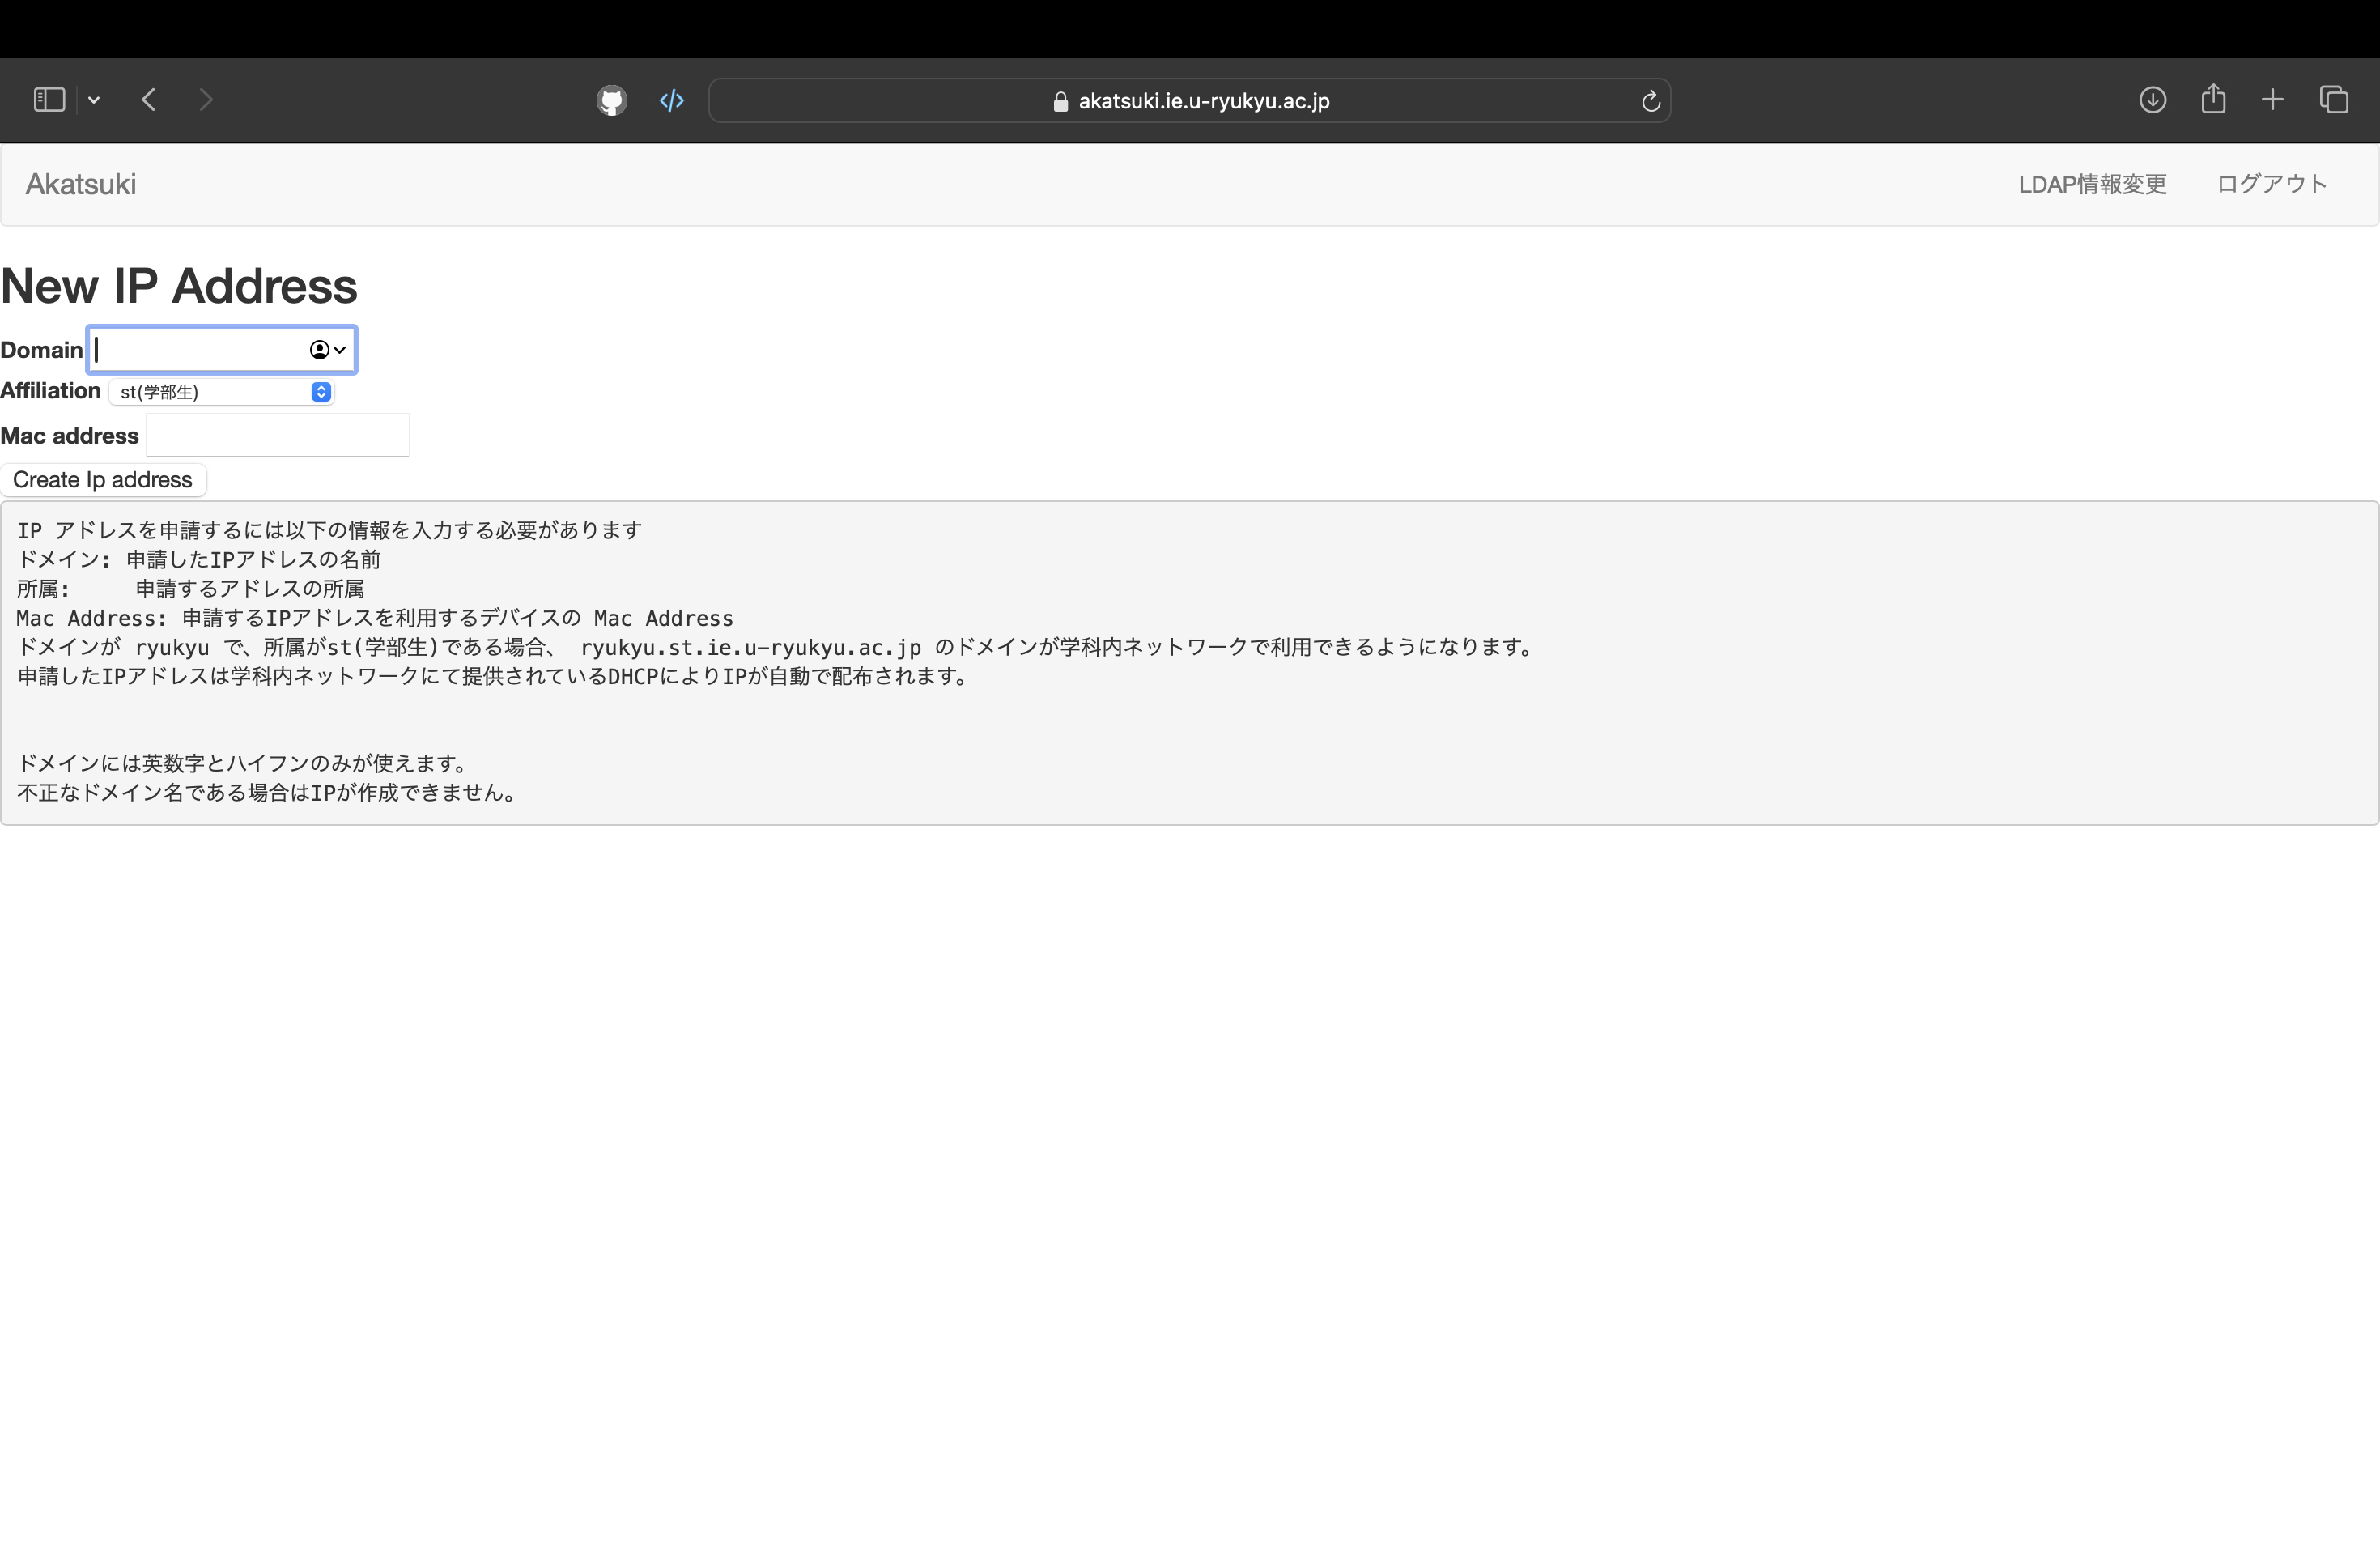 akatsuki.ie.u-ryukyu.ac.jp
Akatsuki
LDAP情報変更
ログアウト
New IP Address
Domain
Affiliation st(学部生)
Mac address
Create Ip address
IP アドレスを申請するには以下の情報を入力する必要があります
ドメイン: 申請したIPアドレスの名前
所属: 申請するアドレスの所属
Mac Address: 申請するIPアドレスを利用するデバイスの Mac Address
ドメインが ryukyu で、所属がst(学部生)である場合、 ryukyu.st.ie.u-ryukyu.ac.jp のドメインが学科内ネットワークで利用できるようになります。
申請したIPアドレスは学科内ネットワークにて提供されているDHCPによりIPが自動で配布されます。
ドメインには英数字とハイフンのみが使えます。
不正なドメイン名である場合はIPが作成できません。